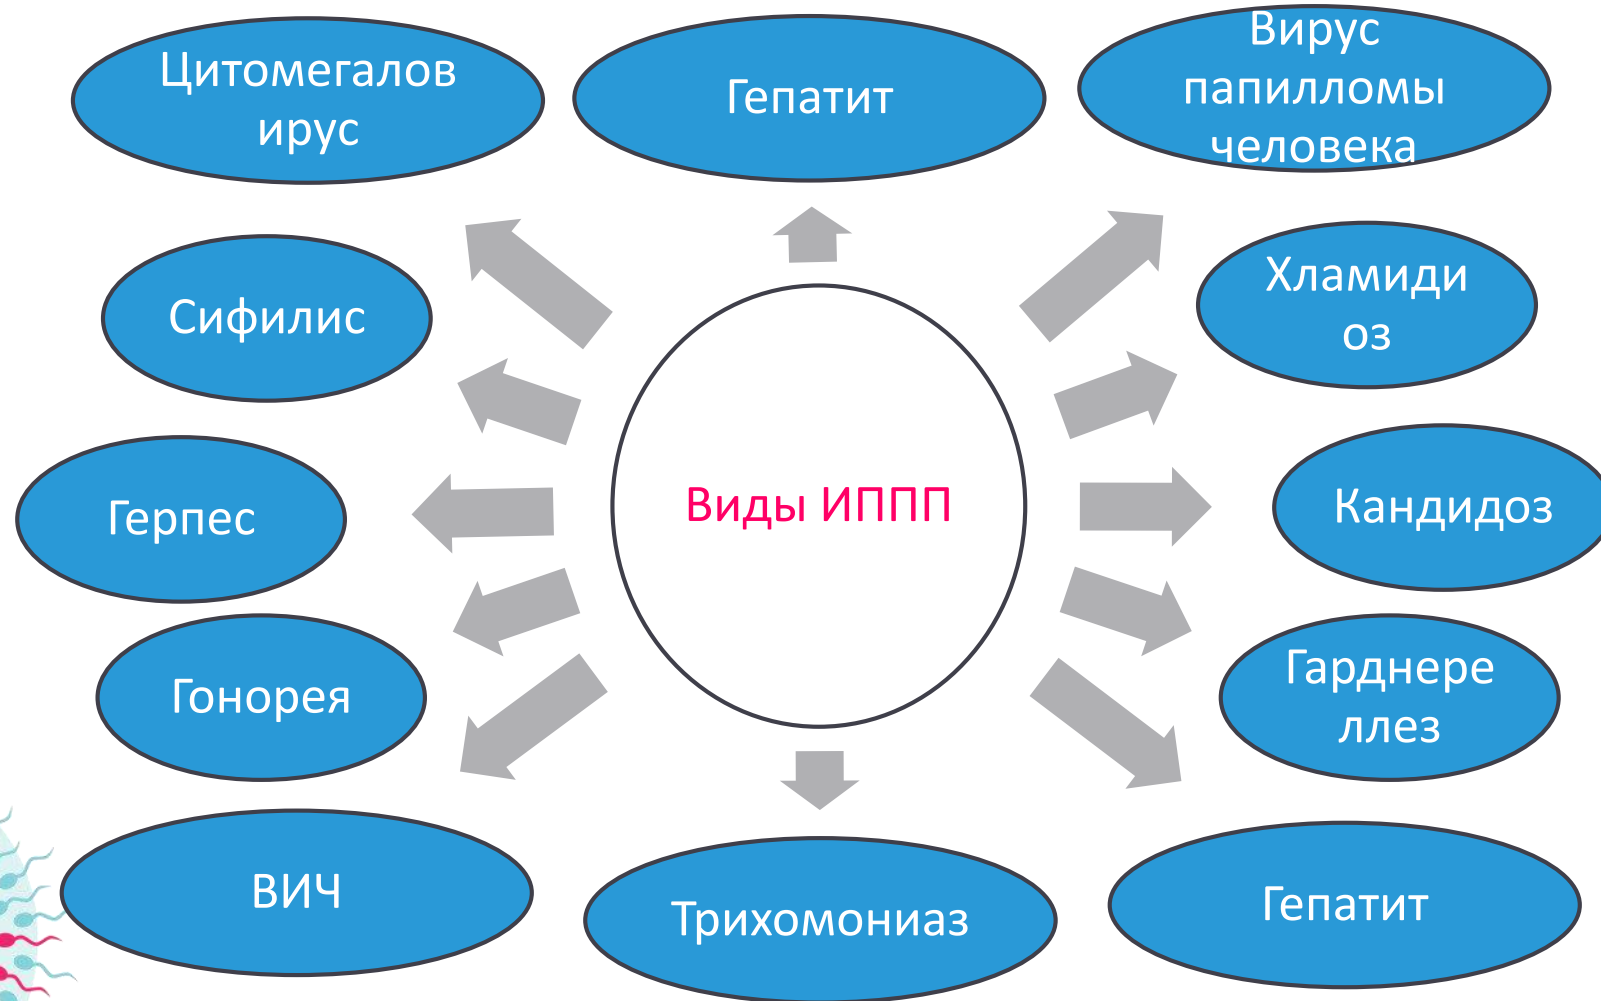 Цитомегалов
ирус
Гепатит
Вирус
папилломы
человека
Сифилис
Хламиди
оз
Герпес
Виды ИППП
Кандидоз
Гонорея
Гарднере
ллез
ВИЧ
Трихомониаз
Гепатит